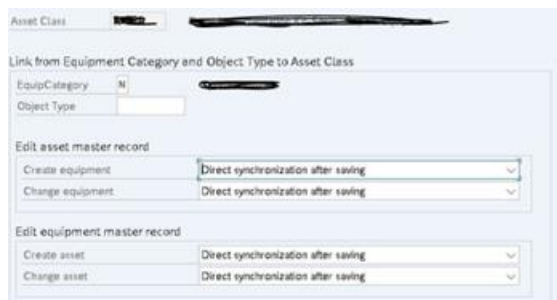 Asset Class
Link from Equipment Category and Object Type to Asset Class
EquipCategory N
Object Type
Edit asset master record
Create equipment Direct synchronization after saving
Change equipment Direct synchronization after saving
Edit equipment master record
Create asset Direct synchronization after saving
Change asset Direct synchronization after saving